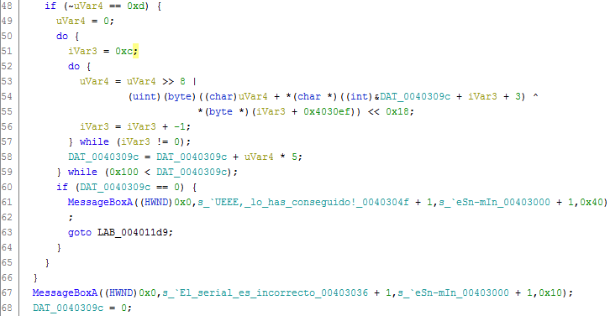 48 if (~uVar4 == 0xd) {
49 uVar4 = 0;
50 do {
51 iVar3 = 0xc;
52 do {
53 uVar4 = uVar4 >> 8 |
54 (uint)(byte)((char)uVar4 + *(char *)((int)&DAT_0040309c + iVar3 + 3) ^
55 *(byte *)(iVar3 + 0x4030ef)) << 0x18;
56 iVar3 = iVar3 + -1;
57 } while (iVar3 != 0);
58 DAT_0040309c = DAT_0040309c + uVar4 * 5;
59 } while (0x100 < DAT_0040309c);
60 if (DAT_0040309c == 0) {
61 MessageBoxA((HWND)0x0,s_`UEEE,_lo_has_conseguido!_0040304f + 1,s_`eSn-mIn_00403000 + 1,0x40)
62 ;
63 goto LAB_004011d9;
64 }
65 }
66 }
67 MessageBoxA((HWND)0x0,s_`El_serial_es_incorrecto_00403036 + 1,s_`eSn-mIn_00403000 + 1,0x10);
68 DAT_0040309c = 0;